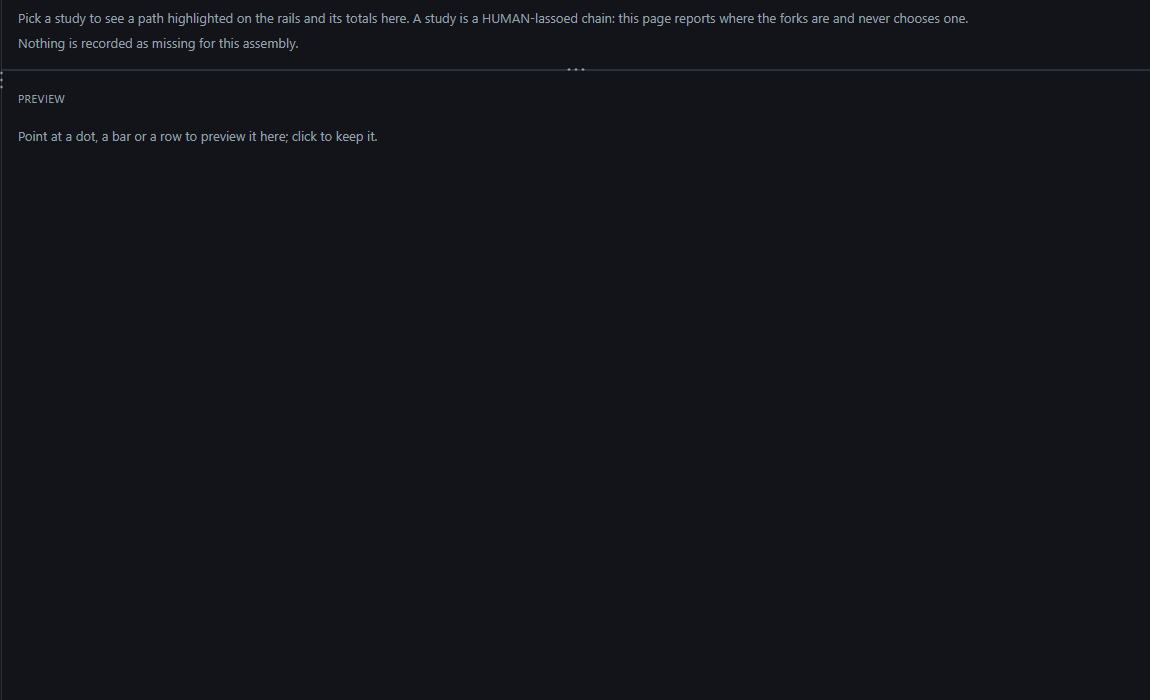 Pick a study to see a path highlighted on the rails and its totals here. A study is a HUMAN-lassoed chain: this page reports where the forks are and never chooses one.
Nothing is recorded as missing for this assembly.
PREVIEW
Point at a dot, a bar or a row to preview it here; click to keep it.